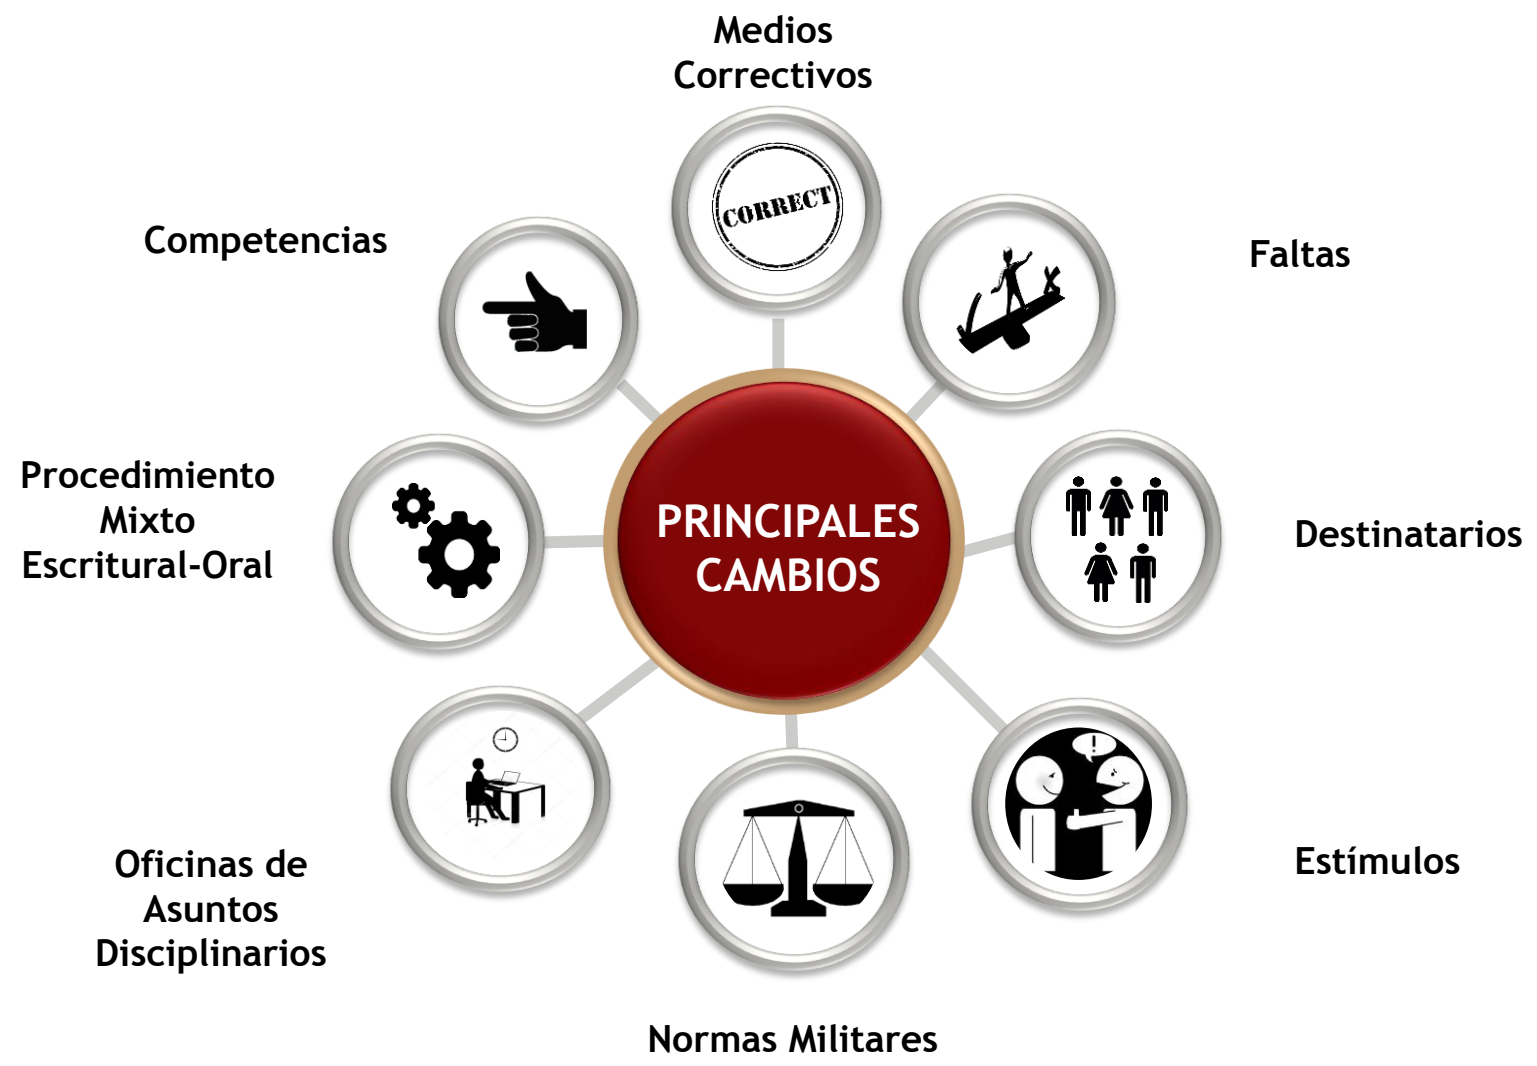 Medios
Correctivos
CORRECT
Competencias
Faltas
Procedimiento
Mixto
Escritural-Oral
PRINCIPALES
CAMBIOS
Destinatarios
!
Oficinas de
Asuntos
Disciplinarios
Estímulos
Normas Militares